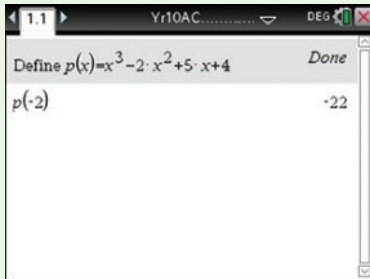 1.1 Yr10AC............ DEG
Define p(x)=x³−2·x²+5·x+4 Done
p(-2) -22